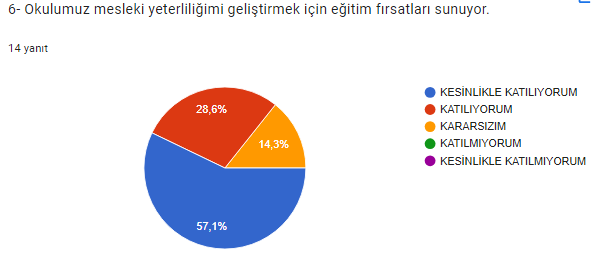 6- Okulumuz mesleki yeterliliğimi geliştirmek için eğitim fırsatları sunuyor.
14 yanıt
KESİNLİKLE KATILIYORUM
KATILIYORUM
KARARSIZIM
KATILMIYORUM
KESİNLİKLE KATILMIYORUM
28,6%
14,3%
57,1%